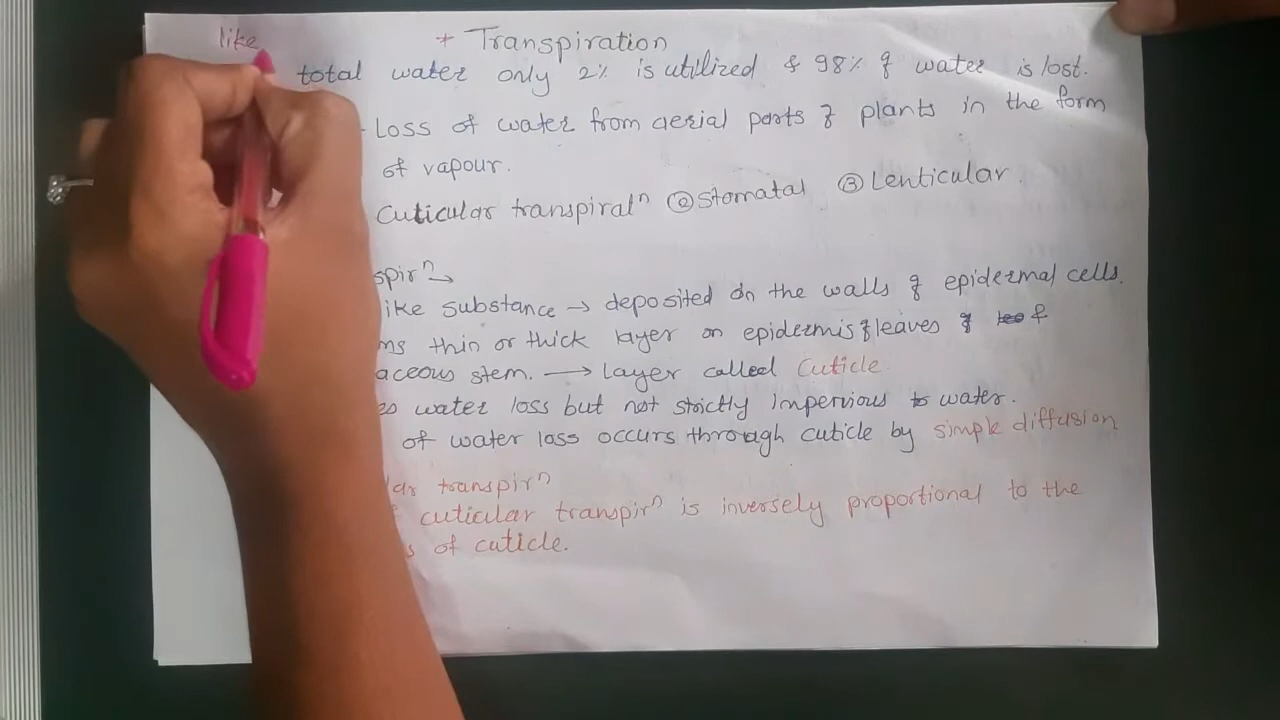 like
* Transpiration
total water only 2% is utilized & 98% of water is lost.
- Loss of water from aerial parts of plants in the form
of vapour.
Cuticular transpiralⁿ ② Stomatal ③ Lenticular.
spirⁿ →
like substance → deposited on the walls of epidermal cells.
ms thin or thick layer on epidermis of leaves of &
aceous stem. → layer called Cuticle
es water loss but not strictly impervious to water.
of water loss occurs through cuticle by simple diffusion
lar transpirⁿ
cuticular transpirⁿ is inversely proportional to the
s of cuticle.